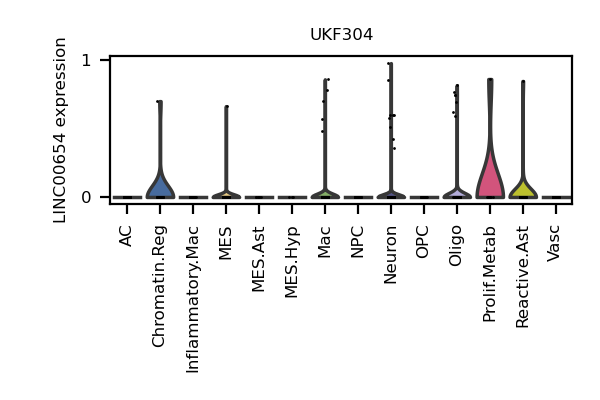 UKF304
LINC00654 expression
1
0
AC
Chromatin.Reg
Inflammatory.Mac
MES
MES.Ast
MES.Hyp
Mac
NPC
Neuron
OPC
Oligo
Prolif.Metab
Reactive.Ast
Vasc